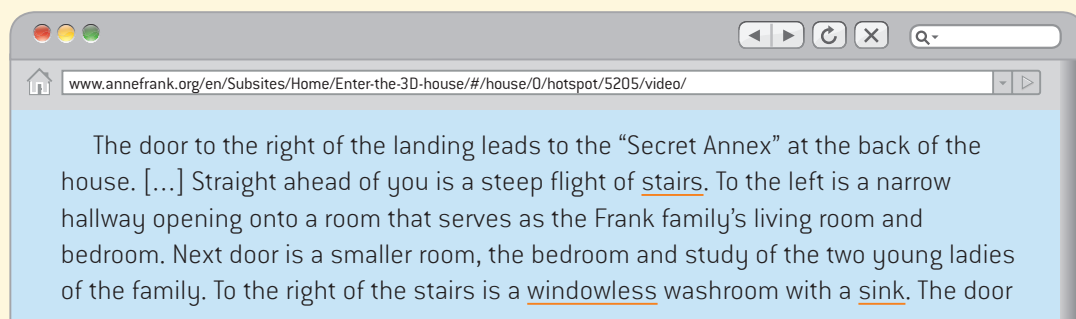 www.annefrank.org/en/Subsites/Home/Enter-the-3D-house/#/house/0/hotspot/5205/video/
The door to the right of the landing leads to the “Secret Annex” at the back of the
house. [...] Straight ahead of you is a steep flight of stairs. To the left is a narrow
hallway opening onto a room that serves as the Frank family’s living room and
bedroom. Next door is a smaller room, the bedroom and study of the two young ladies
of the family. To the right of the stairs is a windowless washroom with a sink. The door